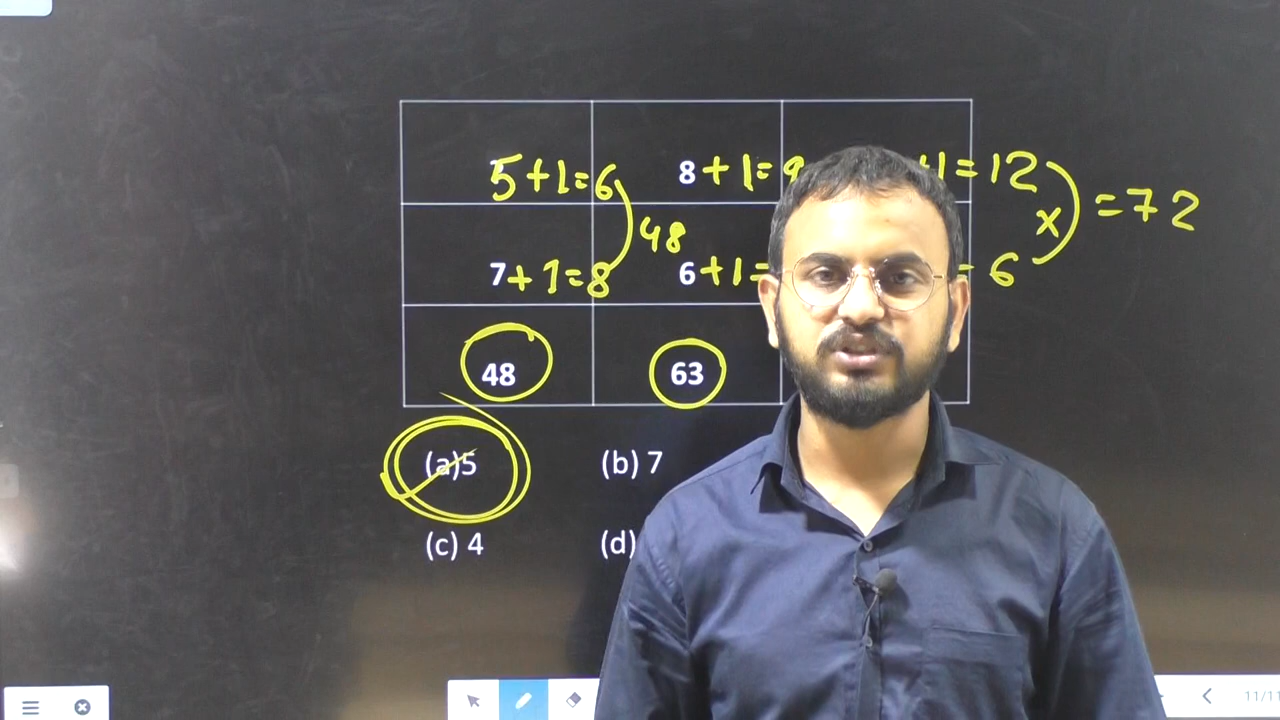 5+1=6 8+1=9 +1=12
48 × =72
7+1=8 6+1= = 6
48 63
(a)5 (b) 7
(c) 4 (d)
11/11